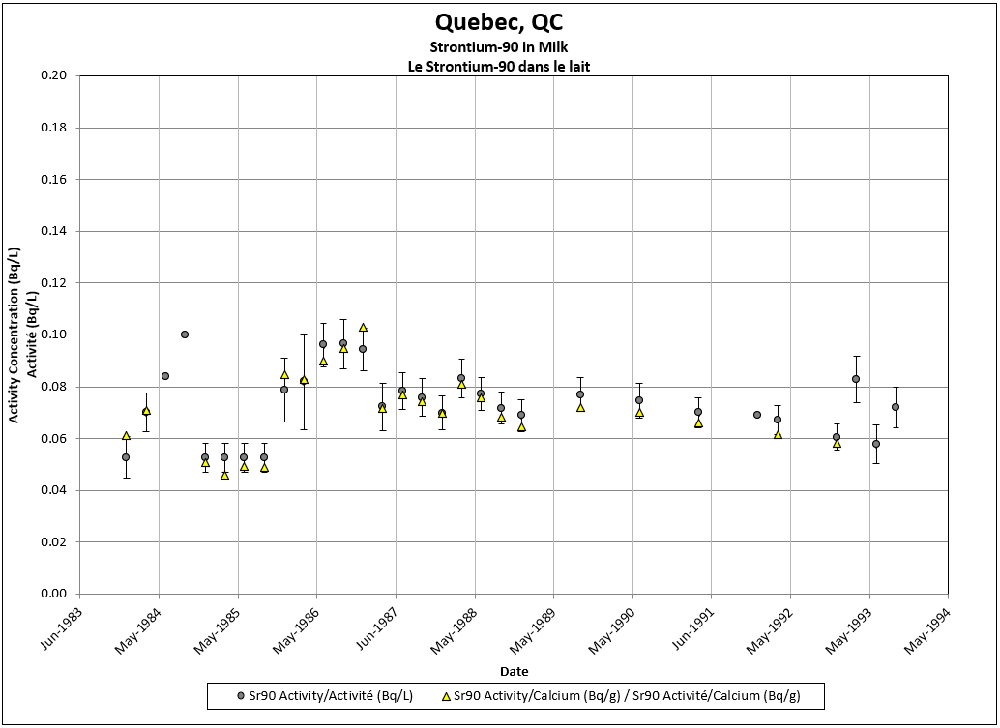 Quebec, QC
Strontium-90 in Milk
Le Strontium-90 dans le lait
Activity Concentration (Bq/L)
Activité (Bq/L)
0.20
0.18
0.16
0.14
0.12
0.10
0.08
0.06
0.04
0.02
0.00
Jun-1983
May-1984
May-1985
May-1986
Jun-1987
May-1988
May-1989
May-1990
Jun-1991
May-1992
May-1993
May-1994
Date
Sr90 Activity/Activité (Bq/L)
Sr90 Activity/Calcium (Bq/g) / Sr90 Activité/Calcium (Bq/g)